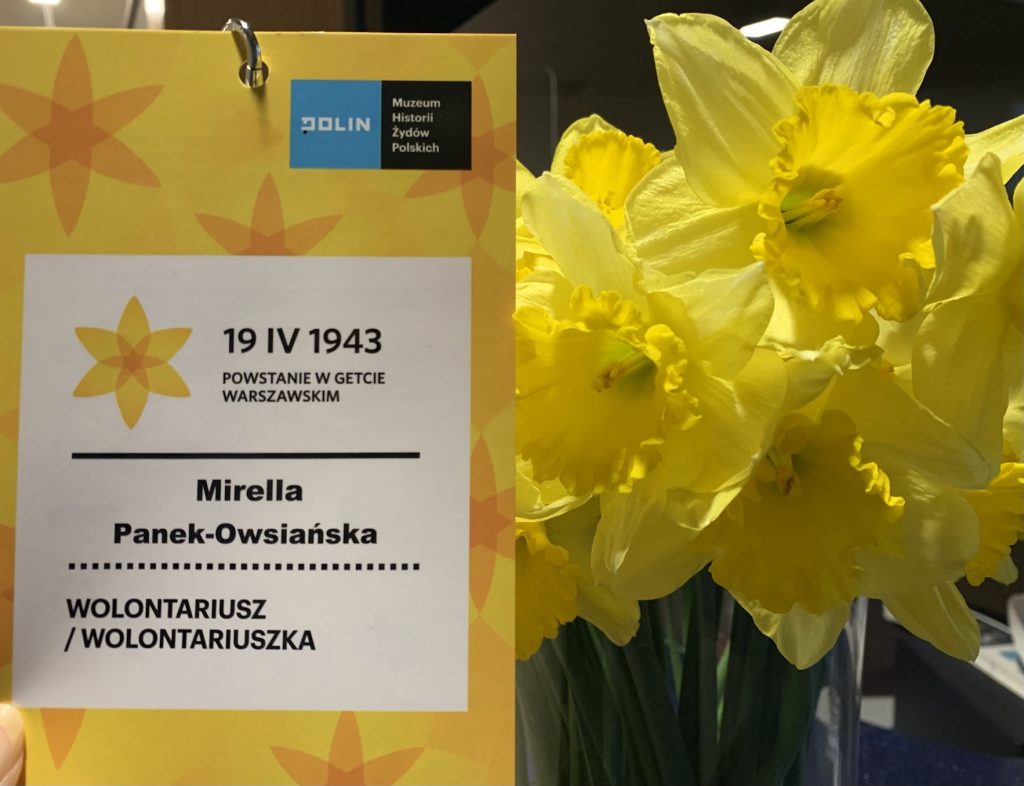 POLIN
Muzeum
Historii
Żydów
Polskich
19 IV 1943
POWSTANIE W GETCIE
WARSZAWSKIM
Mirella
Panek-Owsiańska
WOLONTARIUSZ
/ WOLONTARIUSZKA